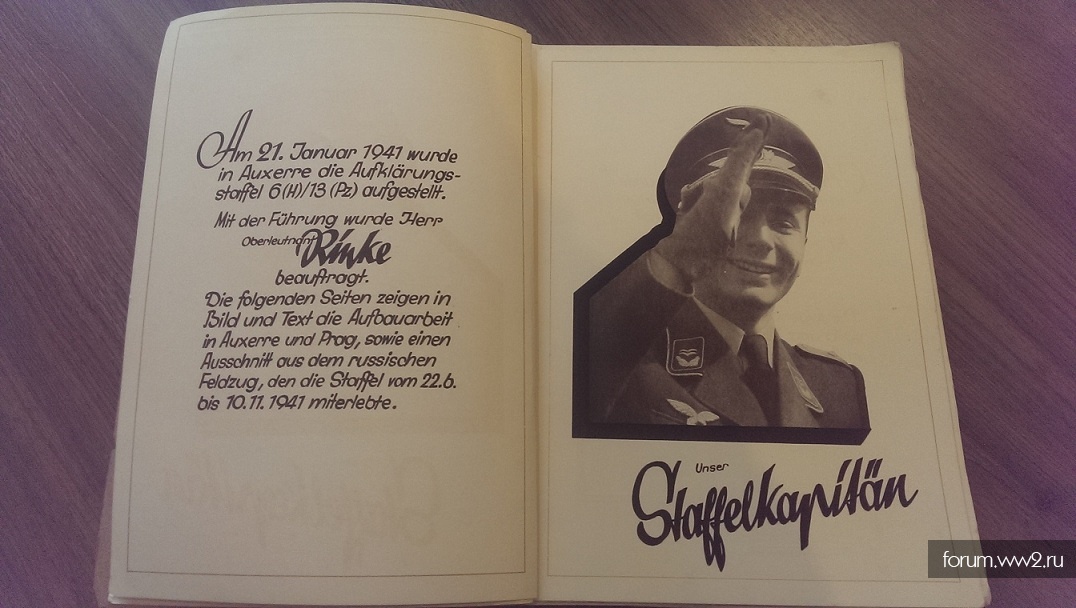 Am 21. Januar 1941 wurde
in Auxerre die Aufklärungs-
staffel 6(H)/13 (Pz) aufgestellt.
Mit der Führung wurde Herr
Oberleutnant Rinke
beauftragt.
Die folgenden Seiten zeigen in
Bild und Text die Aufbauarbeit
in Auxerre und Prag, sowie einen
Ausschnitt aus dem russischen
Feldzug, den die Staffel vom 22.6.
bis 10.11.1941 miterlebte.
Unser
Staffelkapitän
forum.ww2.ru